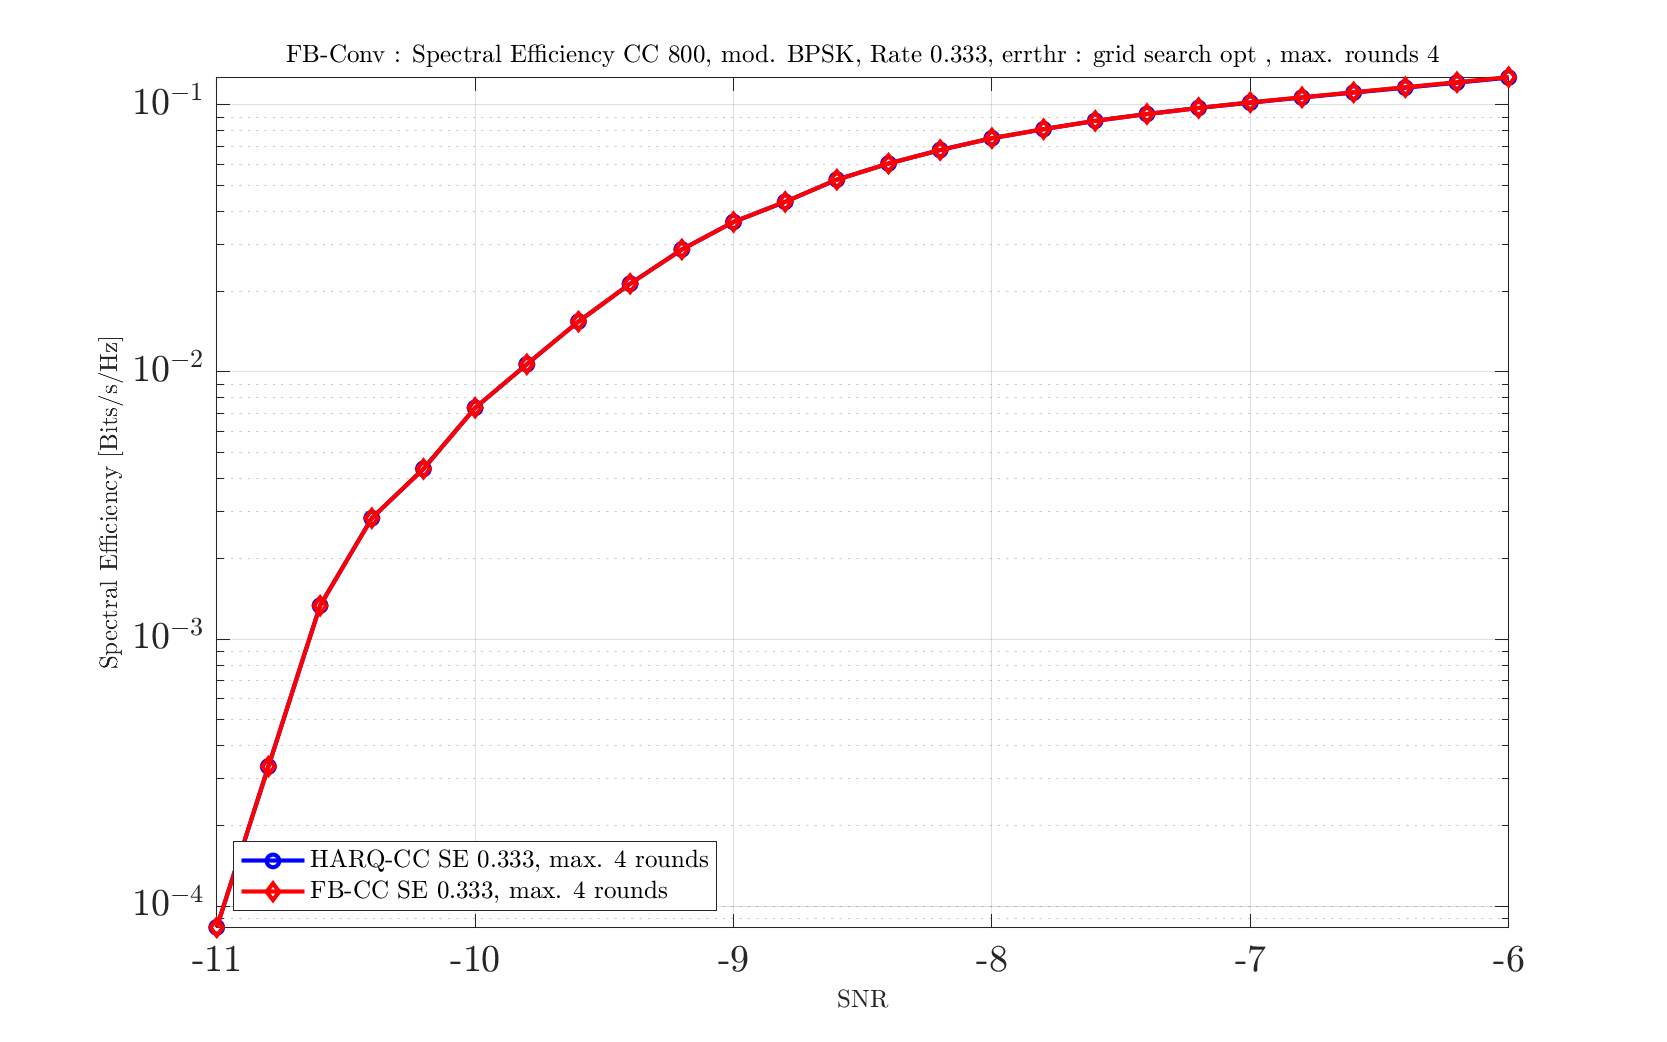 FB-Conv : Spectral Efficiency CC 800, mod. BPSK, Rate 0.333, errthr : grid search opt , max. rounds 4
10^{-1}
10^{-2}
10^{-3}
10^{-4}
Spectral Efficiency [Bits/s/Hz]
HARQ-CC SE 0.333, max. 4 rounds
FB-CC SE 0.333, max. 4 rounds
-11 -10 -9 -8 -7 -6
SNR